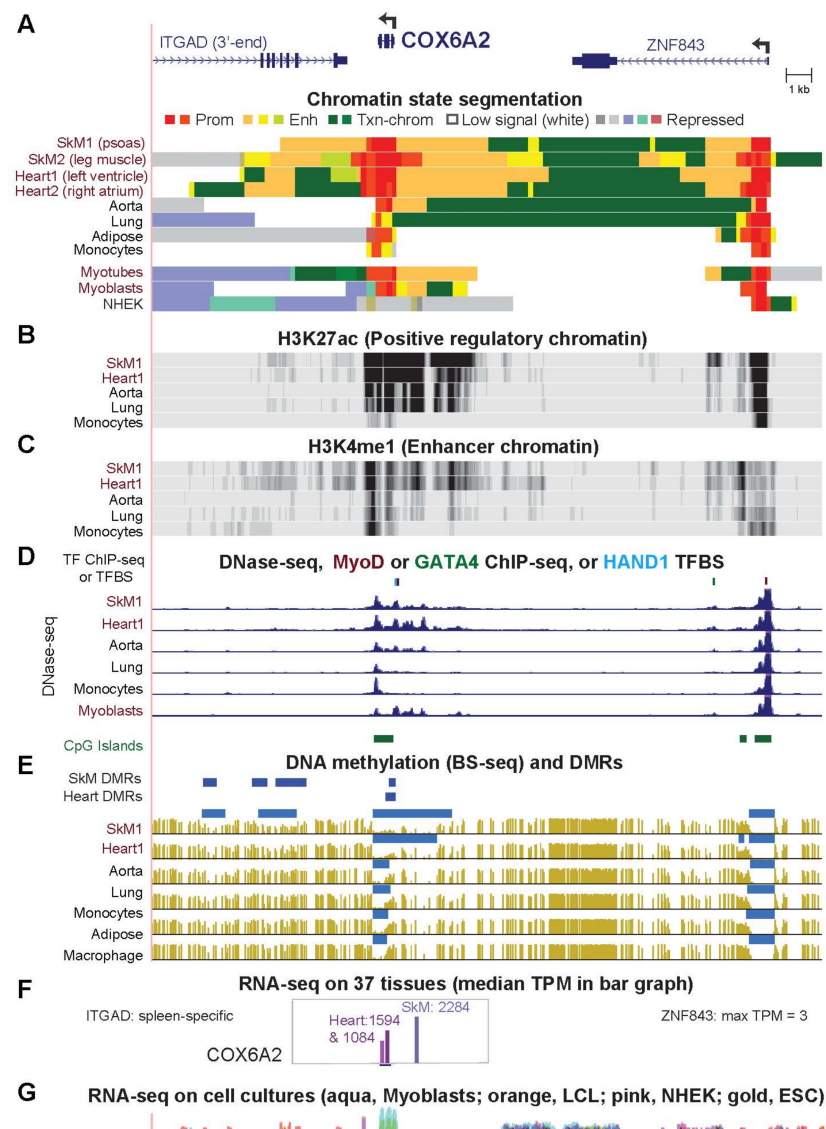 A
ITGAD (3'-end)
COX6A2
ZNF843
1 kb
Chromatin state segmentation
Prom Enh Txn-chrom Low signal (white) Repressed
SkM1 (psoas)
SkM2 (leg muscle)
Heart1 (left ventricle)
Heart2 (right atrium)
Aorta
Lung
Adipose
Monocytes
Myotubes
Myoblasts
NHEK
B
H3K27ac (Positive regulatory chromatin)
SkM1
Heart1
Aorta
Lung
Monocytes
C
H3K4me1 (Enhancer chromatin)
SkM1
Heart1
Aorta
Lung
Monocytes
D
TF ChIP-seq
or TFBS
DNase-seq, MyoD or GATA4 ChIP-seq, or HAND1 TFBS
DNase-seq
SkM1
Heart1
Aorta
Lung
Monocytes
Myoblasts
CpG Islands
E
DNA methylation (BS-seq) and DMRs
SkM DMRs
Heart DMRs
SkM1
Heart1
Aorta
Lung
Monocytes
Adipose
Macrophage
F
RNA-seq on 37 tissues (median TPM in bar graph)
ITGAD: spleen-specific
SkM: 2284
Heart:1594
& 1084
ZNF843: max TPM = 3
COX6A2
G
RNA-seq on cell cultures (aqua, Myoblasts; orange, LCL; pink, NHEK; gold, ESC)